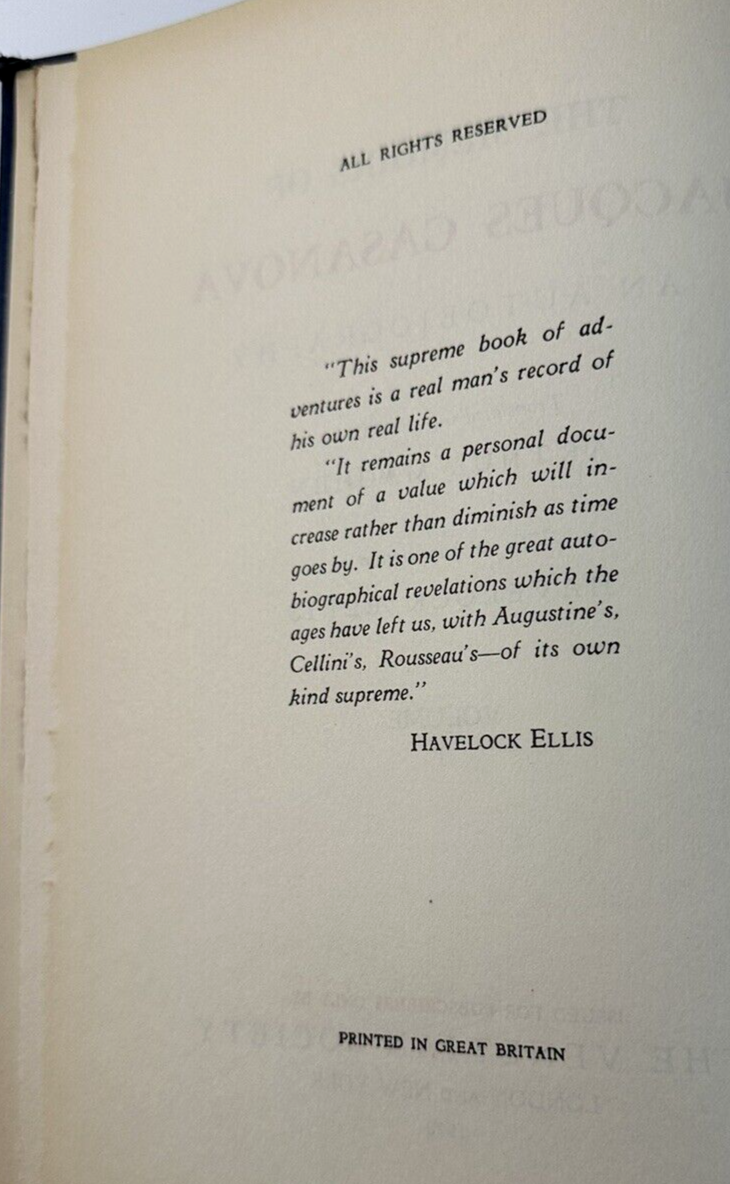 ALL RIGHTS RESERVED
"This supreme book of ad-
ventures is a real man's record of
his own real life.
"It remains a personal docu-
ment of a value which will in-
crease rather than diminish as time
goes by. It is one of the great auto-
biographical revelations which the
ages have left us, with Augustine's,
Cellini's, Rousseau's—of its own
kind supreme."
HAVELOCK ELLIS
PRINTED IN GREAT BRITAIN